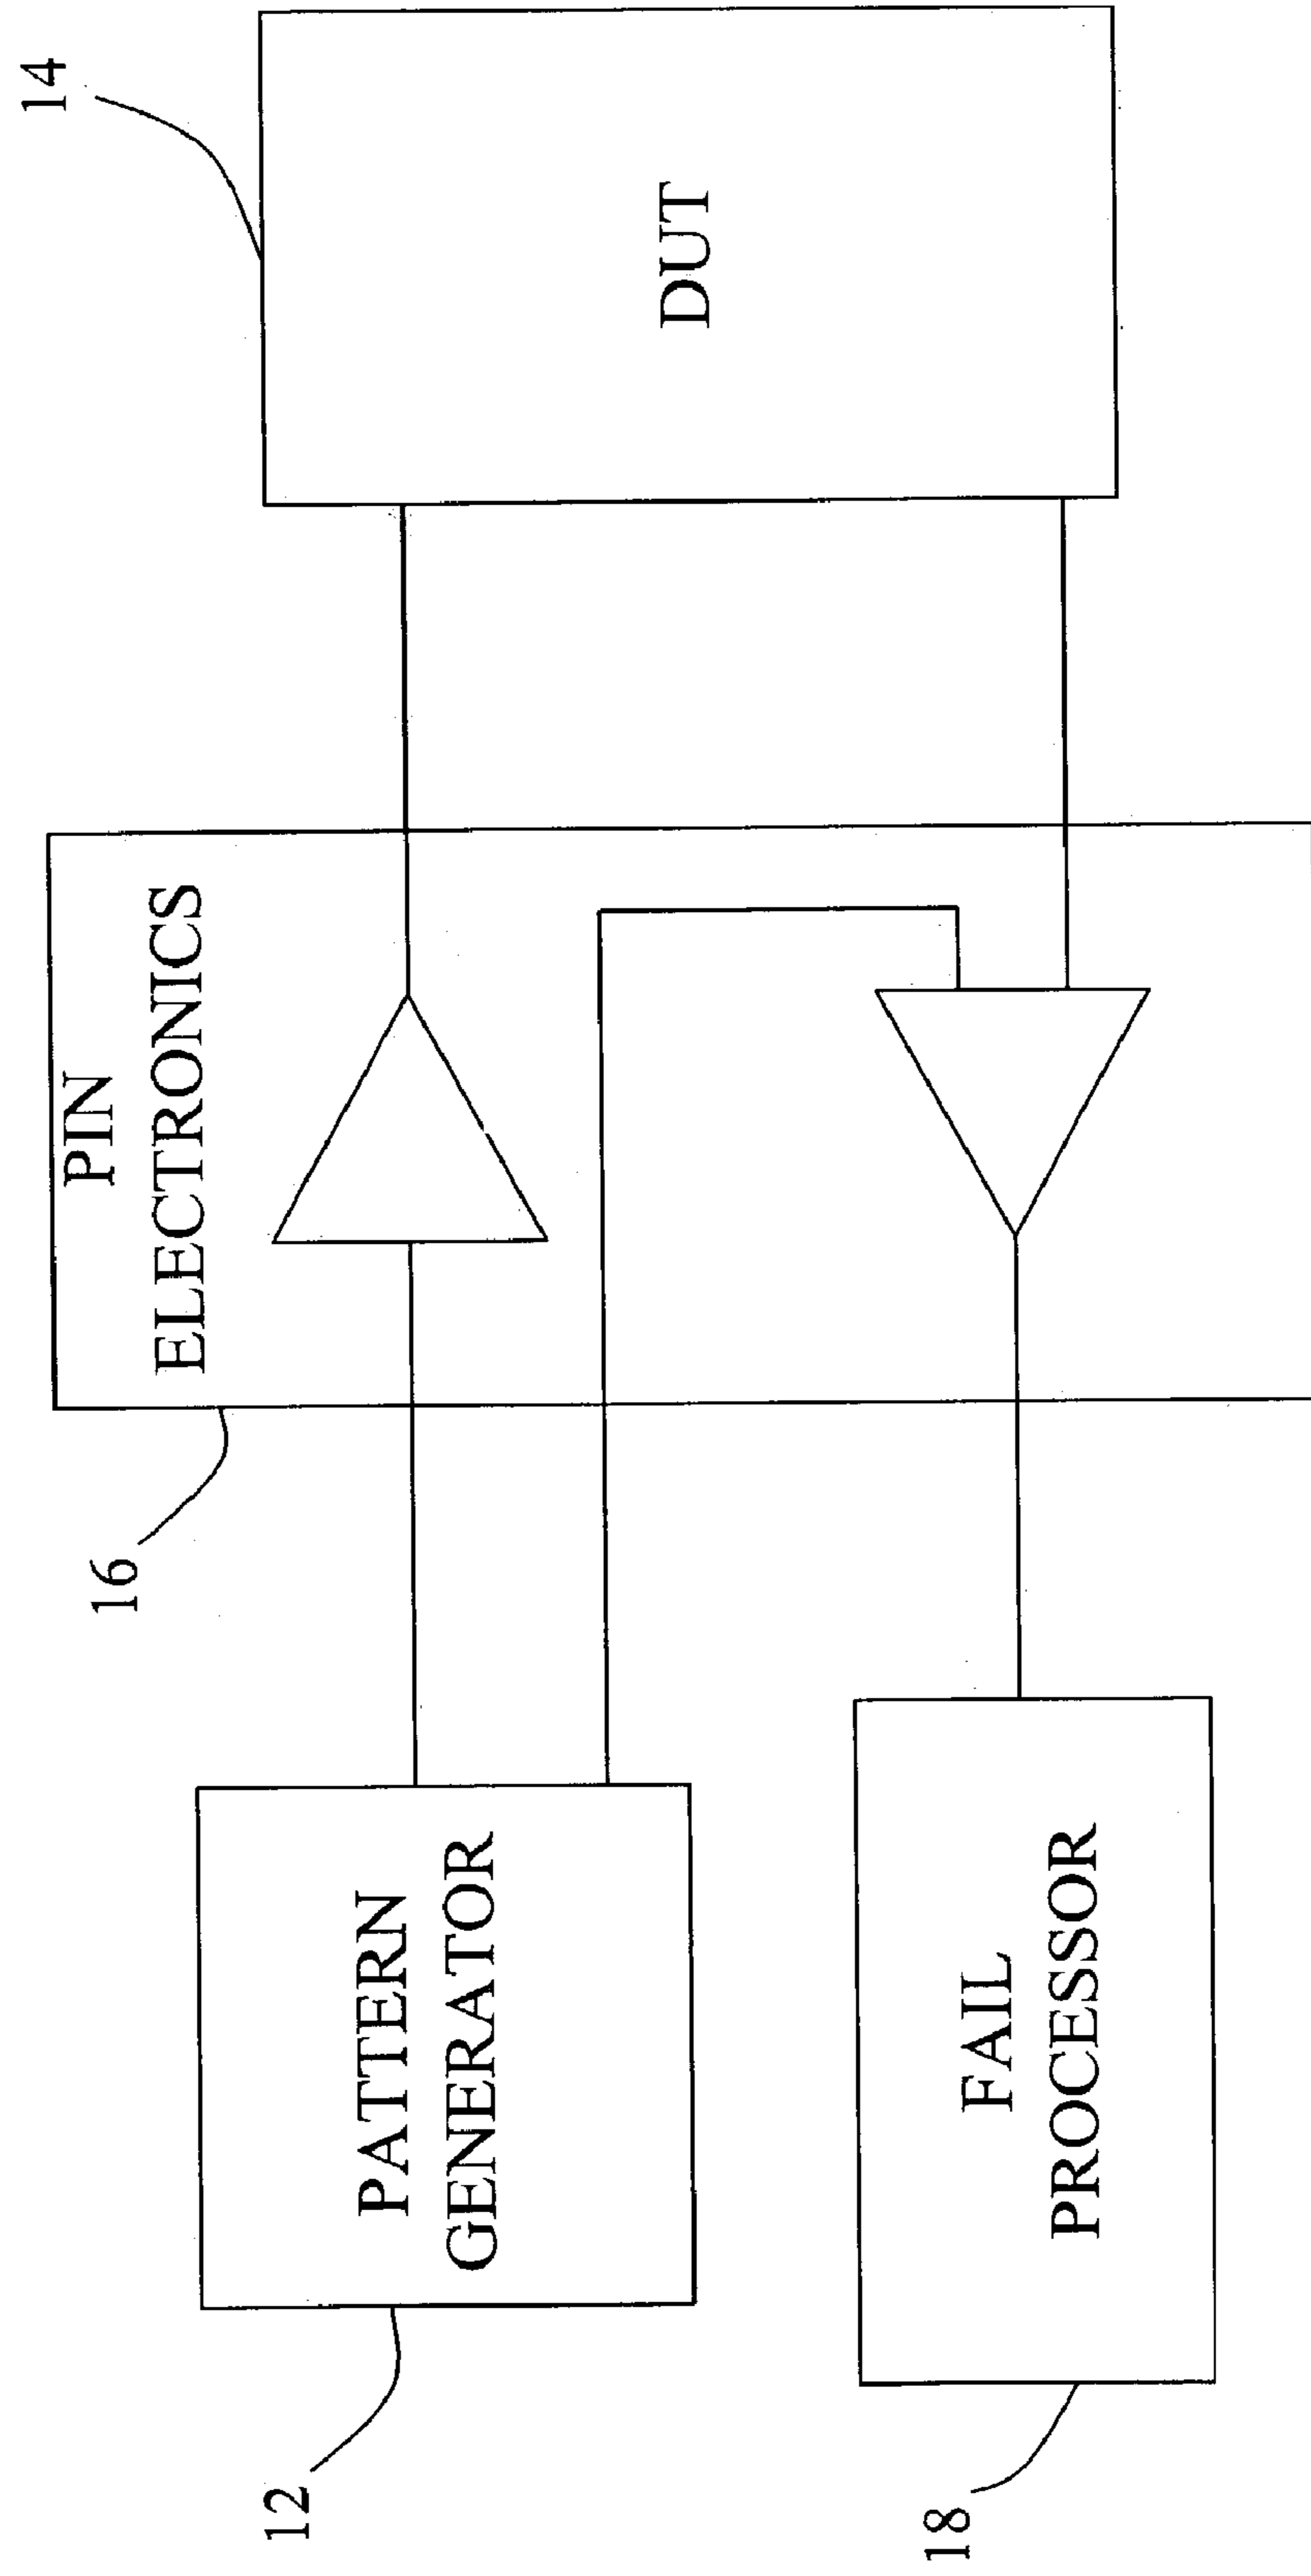 12
PATTERN
GENERATOR
18
FAIL
PROCESSOR
16
PIN
ELECTRONICS
14
DUT